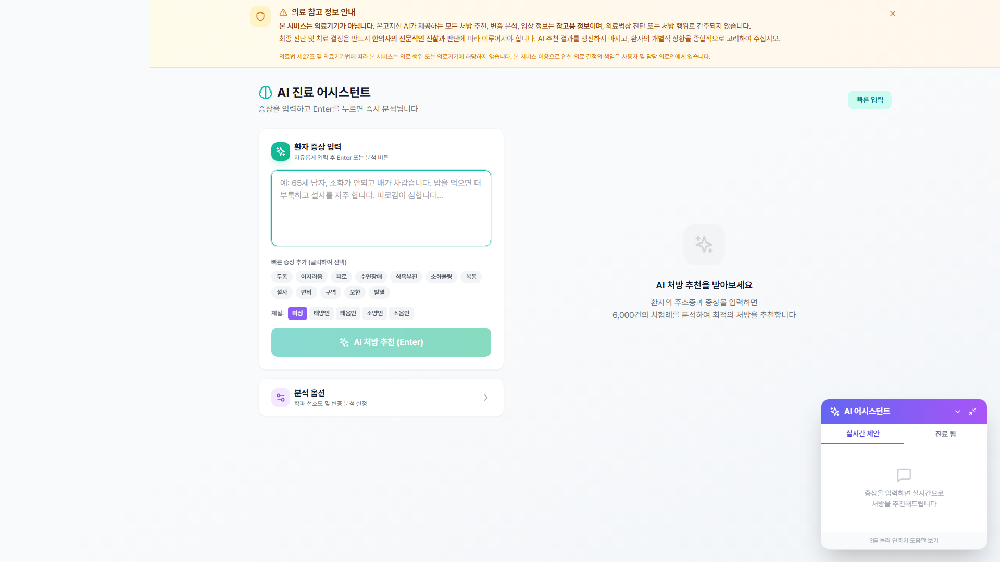 의료 참고 정보 안내
본 서비스는 의료기기가 아닙니다. 온고지신 AI가 제공하는 모든 처방 추천, 변증 분석, 임상 정보는 참고용 정보이며, 의료법상 진단 또는 처방 행위로 간주되지 않습니다.
최종 진단 및 치료 결정은 반드시 한의사의 전문적인 진찰과 판단에 따라 이루어져야 합니다. AI 추천 결과를 맹신하지 마시고, 환자의 개별적 상황을 종합적으로 고려하여 주십시오.
의료법 제27조 및 의료기기법에 따라 본 서비스는 의료 행위 또는 의료기기에 해당하지 않습니다. 본 서비스 이용으로 인한 의료 결정의 책임은 사용자 및 담당 의료인에게 있습니다.
AI 진료 어시스턴트
증상을 입력하고 Enter를 누르면 즉시 분석됩니다
빠른 입력
환자 증상 입력
자유롭게 입력 후 Enter 또는 분석 버튼
예: 65세 남자, 소화가 안되고 배가 차갑습니다. 밥을 먹으면 더
부룩하고 설사를 자주 합니다. 피로감이 심합니다...
빠른 증상 추가 (클릭하여 선택)
두통 어지러움 피로 수면장애 식욕부진 소화불량 복통
설사 변비 구역 오한 발열
체질: 미상 태양인 태음인 소양인 소음인
AI 처방 추천 (Enter)
분석 옵션
학파 선호도 및 변증 분석 설정
AI 처방 추천을 받아보세요
환자의 주소증과 증상을 입력하면
6,000건의 치험례를 분석하여 최적의 처방을 추천합니다
AI 어시스턴트
실시간 제안 진료 팁
증상을 입력하면 실시간으로
처방을 추천해드립니다
?를 눌러 단축키 도움말 보기